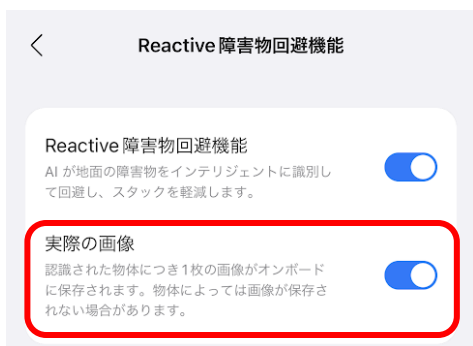 Reactive 障害物回避機能
Reactive 障害物回避機能
AI が地面の障害物をインテリジェントに識別し
て回避し、スタックを軽減します。
実際の画像
認識された物体につき1枚の画像がオンボード
に保存されます。物体によっては画像が保存さ
れない場合があります。